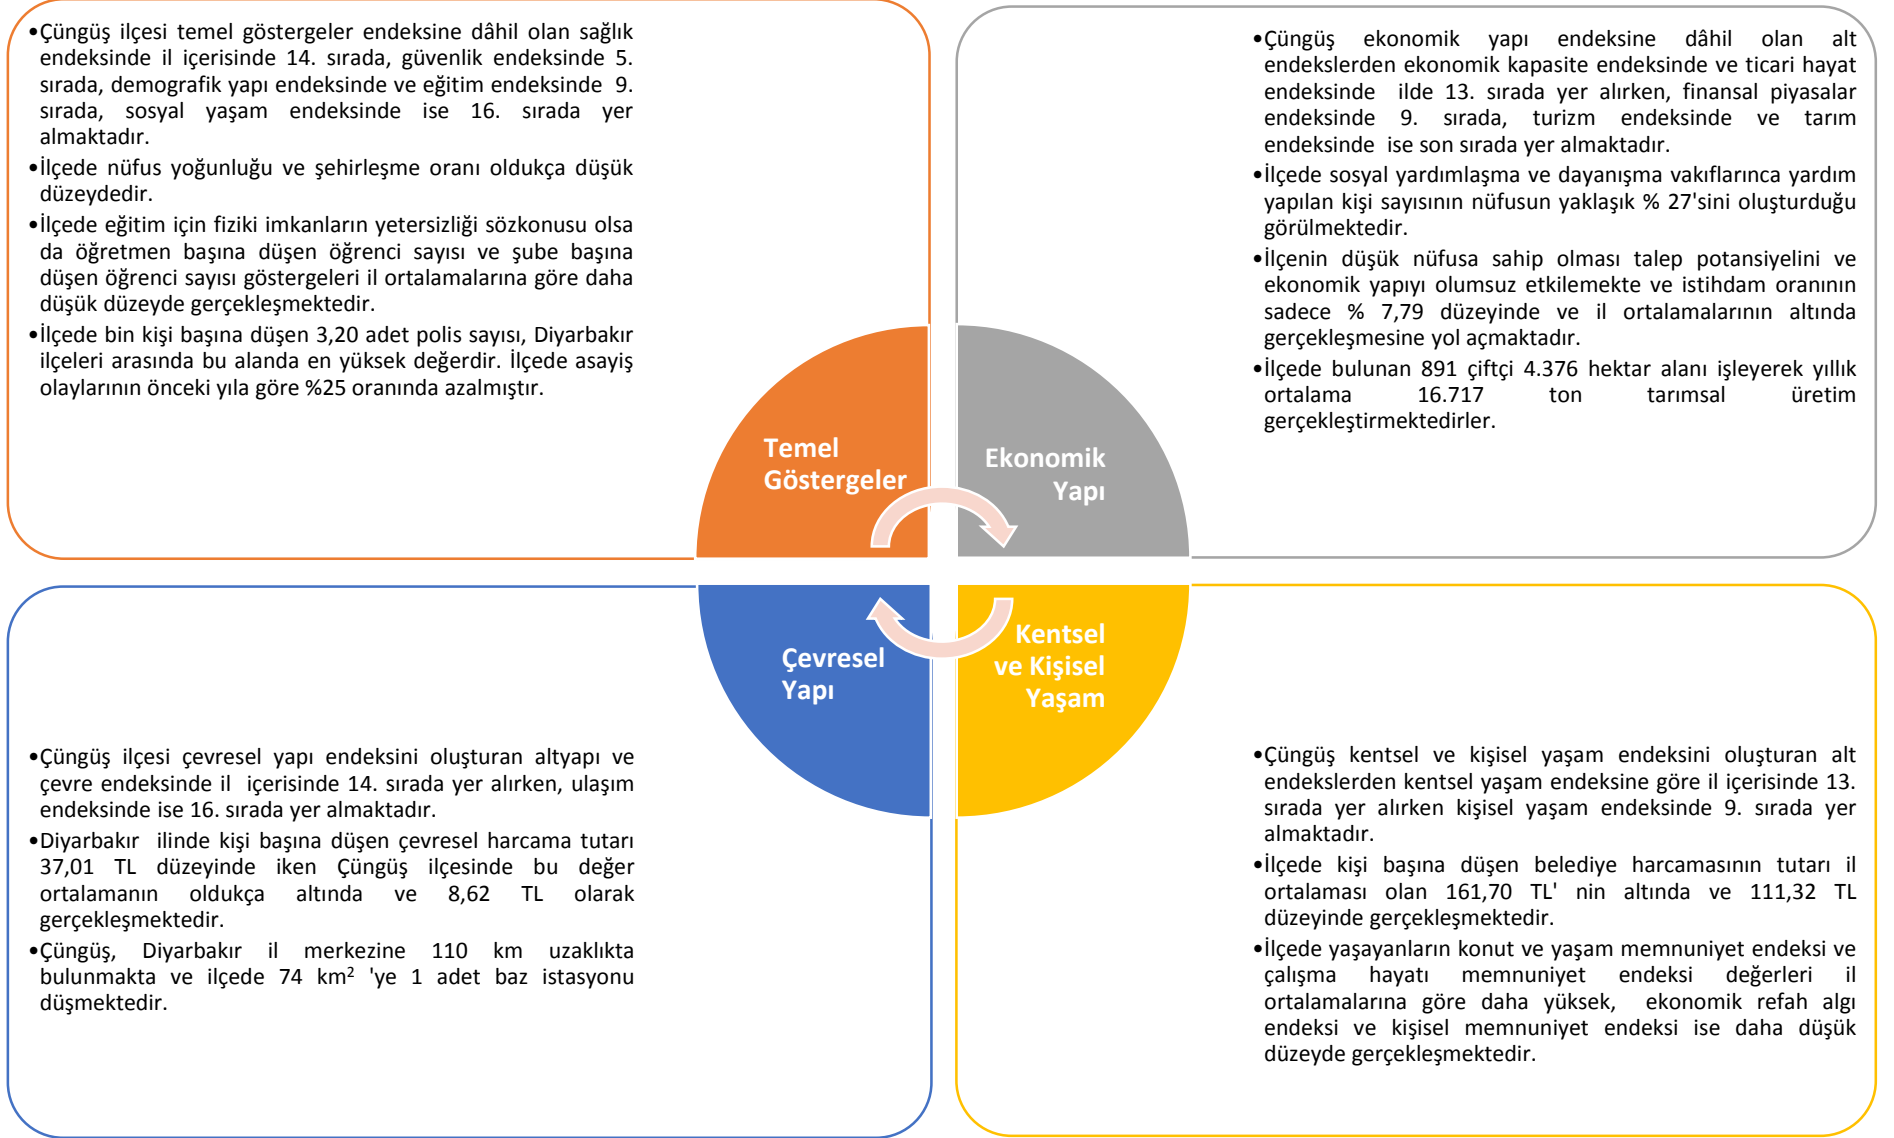 •Çüngüş ilçesi temel göstergeler endeksine dâhil olan sağlık
endeksinde il içerisinde 14. sırada, güvenlik endeksinde 5.
sırada, demografik yapı endeksinde ve eğitim endeksinde 9.
sırada, sosyal yaşam endeksinde ise 16. sırada yer
almaktadır.
•İlçede nüfus yoğunluğu ve şehirleşme oranı oldukça düşük
düzeydedir.
•İlçede eğitim için fiziki imkanların yetersizliği sözkonusu olsa
da öğretmen başına düşen öğrenci sayısı ve şube başına
düşen öğrenci sayısı göstergeleri il ortalamalarına göre daha
düşük düzeyde gerçekleşmektedir.
•İlçede bin kişi başına düşen 3,20 adet polis sayısı, Diyarbakır
ilçeleri arasında bu alanda en yüksek değerdir. İlçede asayiş
olaylarının önceki yıla göre %25 oranında azalmıştır.
Temel
Göstergeler
•Çüngüş ekonomik yapı endeksine dâhil olan alt
endekslerden ekonomik kapasite endeksinde ve ticari hayat
endeksinde ilde 13. sırada yer alırken, finansal piyasalar
endeksinde 9. sırada, turizm endeksinde ve tarım
endeksinde ise son sırada yer almaktadır.
•İlçede sosyal yardımlaşma ve dayanışma vakıflarınca yardım
yapılan kişi sayısının nüfusun yaklaşık % 27'sini oluşturduğu
görülmektedir.
•İlçenin düşük nüfusa sahip olması talep potansiyelini ve
ekonomik yapıyı olumsuz etkilemekte ve istihdam oranının
sadece % 7,79 düzeyinde ve il ortalamalarının altında
gerçekleşmesine yol açmaktadır.
•İlçede bulunan 891 çiftçi 4.376 hektar alanı işleyerek yıllık
ortalama 16.717 ton tarımsal üretim
gerçekleştirmektedirler.
Ekonomik
Yapı
Çevresel
Yapı
•Çüngüş ilçesi çevresel yapı endeksini oluşturan altyapı ve
çevre endeksinde il içerisinde 14. sırada yer alırken, ulaşım
endeksinde ise 16. sırada yer almaktadır.
•Diyarbakır ilinde kişi başına düşen çevresel harcama tutarı
37,01 TL düzeyinde iken Çüngüş ilçesinde bu değer
ortalamanın oldukça altında ve 8,62 TL olarak
gerçekleşmektedir.
•Çüngüş, Diyarbakır il merkezine 110 km uzaklıkta
bulunmakta ve ilçede 74 km² 'ye 1 adet baz istasyonu
düşmektedir.
Kentsel
ve Kişisel
Yaşam
•Çüngüş kentsel ve kişisel yaşam endeksini oluşturan alt
endekslerden kentsel yaşam endeksine göre il içerisinde 13.
sırada yer alırken kişisel yaşam endeksinde 9. sırada yer
almaktadır.
•İlçede kişi başına düşen belediye harcamasının tutarı il
ortalaması olan 161,70 TL' nin altında ve 111,32 TL
düzeyinde gerçekleşmektedir.
•İlçede yaşayanların konut ve yaşam memnuniyet endeksi ve
çalışma hayatı memnuniyet endeksi değerleri il
ortalamalarına göre daha yüksek, ekonomik refah algı
endeksi ve kişisel memnuniyet endeksi ise daha düşük
düzeyde gerçekleşmektedir.